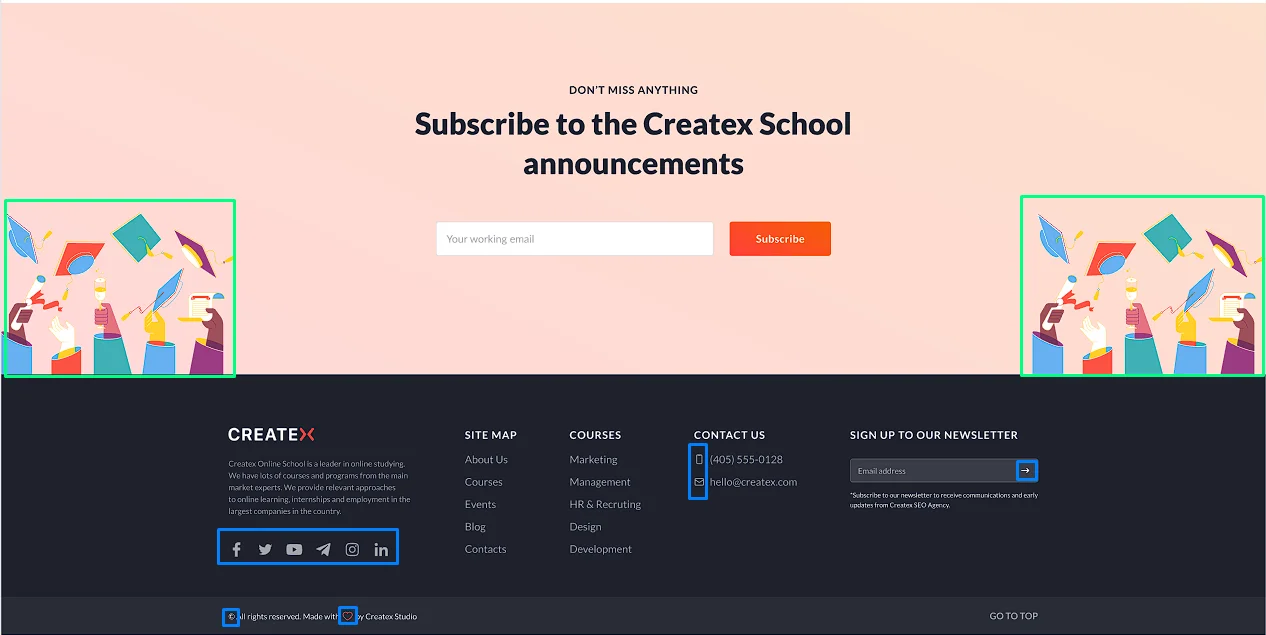 DON'T MISS ANYTHING
Subscribe to the Createx School
announcements
Your working email
Subscribe
CREATEX
Createx Online School is a leader in online studying.
We have lots of courses and programs from the main
market experts. We provide relevant approaches
to online learning, internships and employment in the
largest companies in the country.
SITE MAP
About Us
Courses
Events
Blog
Contacts
COURSES
Marketing
Management
HR & Recruting
Design
Development
CONTACT US
(405) 555-0128
hello@createx.com
SIGN UP TO OUR NEWSLETTER
Email address
*Subscribe to our newsletter to receive communications and early
updates from Createx SEO Agency.
© All rights reserved. Made with by Createx Studio
GO TO TOP